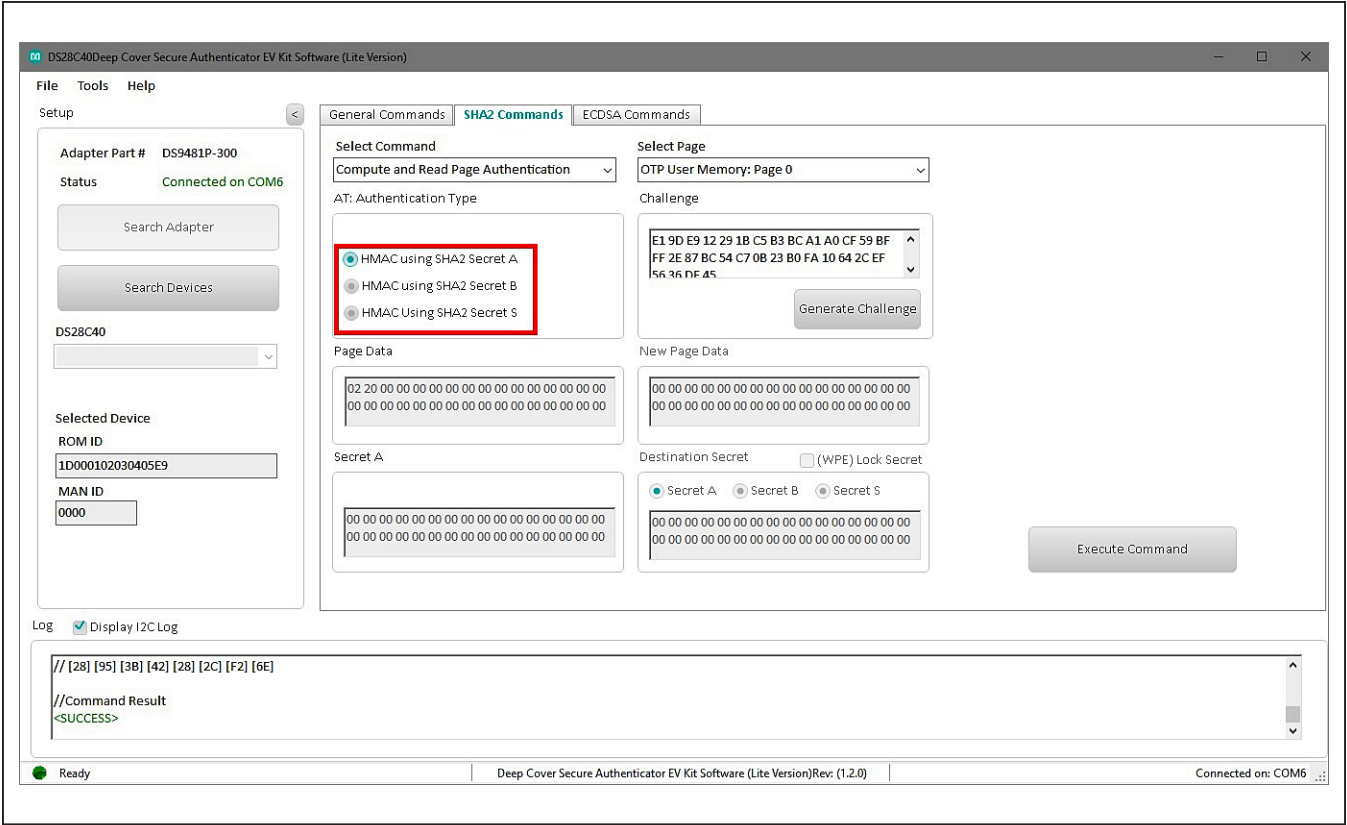 DS28C40Deep Cover Secure Authenticator EV Kit Software (Lite Version)
File Tools Help
Setup
<
Adapter Part # DS9481P-300
Status Connected on COM6
Search Adapter
Search Devices
DS28C40
Selected Device
ROM ID
1D000102030405E9
MAN ID
0000
General Commands SHA2 Commands ECDSA Commands
Select Command
Compute and Read Page Authentication
Select Page
OTP User Memory: Page 0
AT: Authentication Type
HMAC using SHA2 Secret A
HMAC using SHA2 Secret B
HMAC Using SHA2 Secret S
Challenge
E1 9D E9 12 29 1B C5 B3 BC A1 A0 CF 59 BF
FF 2E 87 BC 54 C7 0B 23 B0 FA 10 64 2C EF
56 36 DF 45
Generate Challenge
Page Data
02 20 00 00 00 00 00 00 00 00 00 00 00 00 00 00
00 00 00 00 00 00 00 00 00 00 00 00 00 00 00 00
New Page Data
00 00 00 00 00 00 00 00 00 00 00 00 00 00 00 00
00 00 00 00 00 00 00 00 00 00 00 00 00 00 00 00
Secret A
00 00 00 00 00 00 00 00 00 00 00 00 00 00 00 00
00 00 00 00 00 00 00 00 00 00 00 00 00 00 00 00
Destination Secret
(WPE) Lock Secret
Secret A Secret B Secret S
00 00 00 00 00 00 00 00 00 00 00 00 00 00 00 00
00 00 00 00 00 00 00 00 00 00 00 00 00 00 00 00
Execute Command
Log Display I2C Log
// [28] [95] [3B] [42] [28] [2C] [F2] [6E]
//Command Result
<SUCCESS>
Ready
Deep Cover Secure Authenticator EV Kit Software (Lite Version)Rev: (1.2.0)
Connected on: COM6